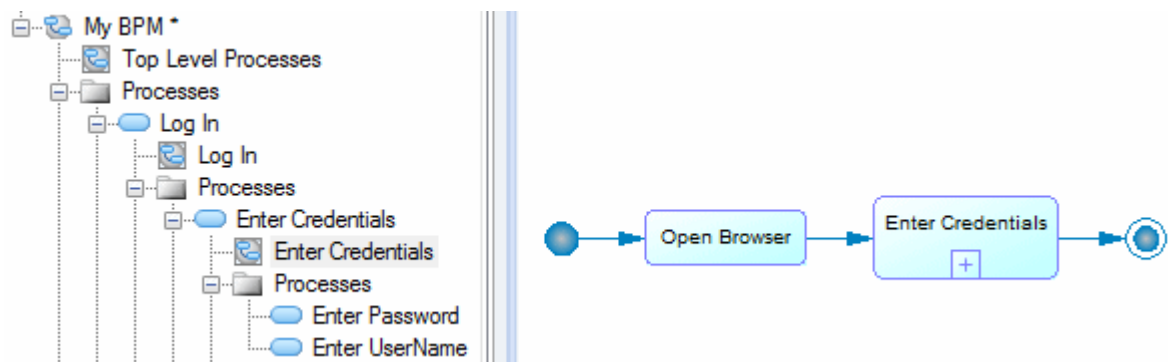 My BPM *
Top Level Processes
Processes
Log In
Log In
Processes
Enter Credentials
Enter Credentials
Processes
Enter Password
Enter UserName
Open Browser
Enter Credentials